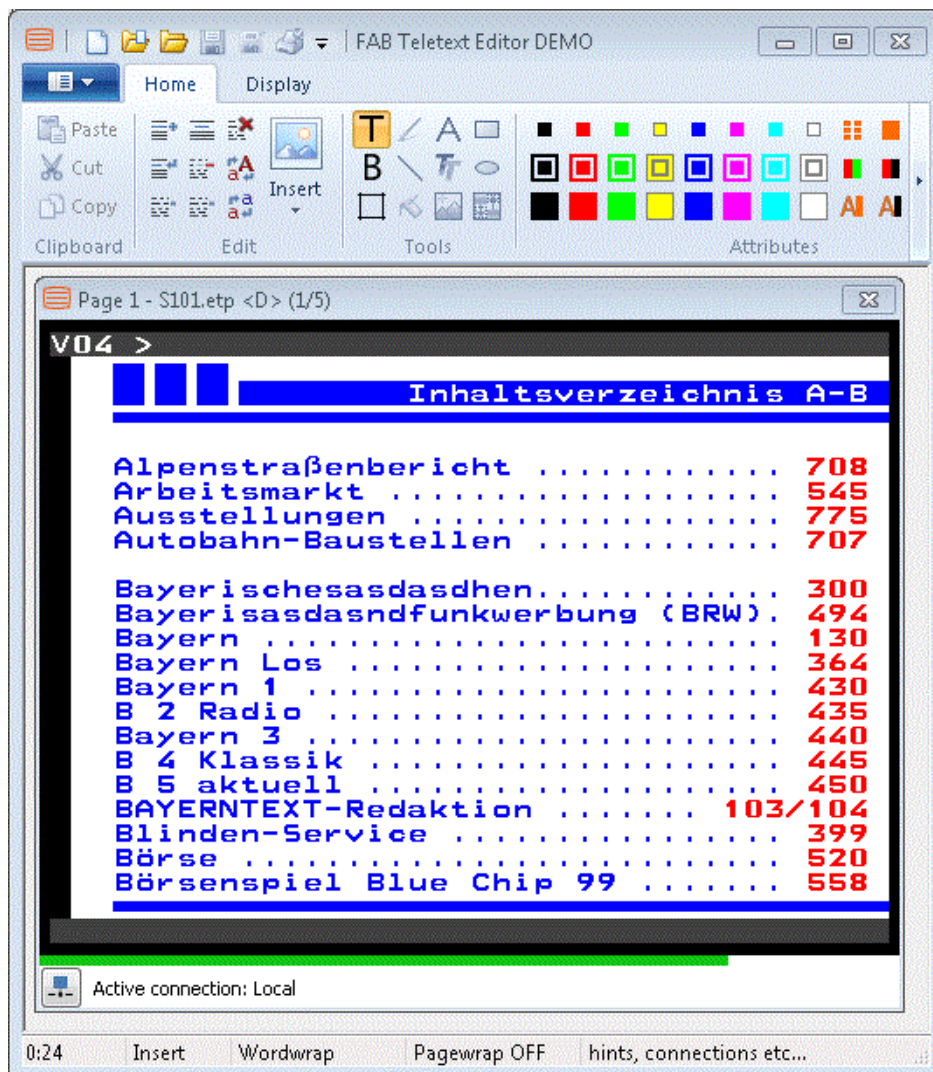 FAB Teletext Editor DEMO
Home Display
Paste
Cut
Copy
Insert
Clipboard Edit Tools Attributes
Page 1 - S101.etp <D> (1/5)
V04 >
Inhaltsverzeichnis A-B
Alpenstraßenbericht ............ 708
Arbeitsmarkt ................... 545
Ausstellungen .................. 775
Autobahn-Baustellen ............ 707
Bayerischesasdasdhen............ 300
Bayerisasdasndfunkwerbung (BRW). 494
Bayern ......................... 130
Bayern Los ..................... 364
Bayern 1 ....................... 430
B 2 Radio ...................... 435
Bayern 3 ....................... 440
B 4 Klassik .................... 445
B 5 aktuell .................... 450
BAYERNTEXT-Redaktion ....... 103/104
Blinden-Service ................ 399
Börse .......................... 520
Börsenspiel Blue Chip 99 ....... 558
Active connection: Local
0:24 Insert Wordwrap Pagewrap OFF hints, connections etc...